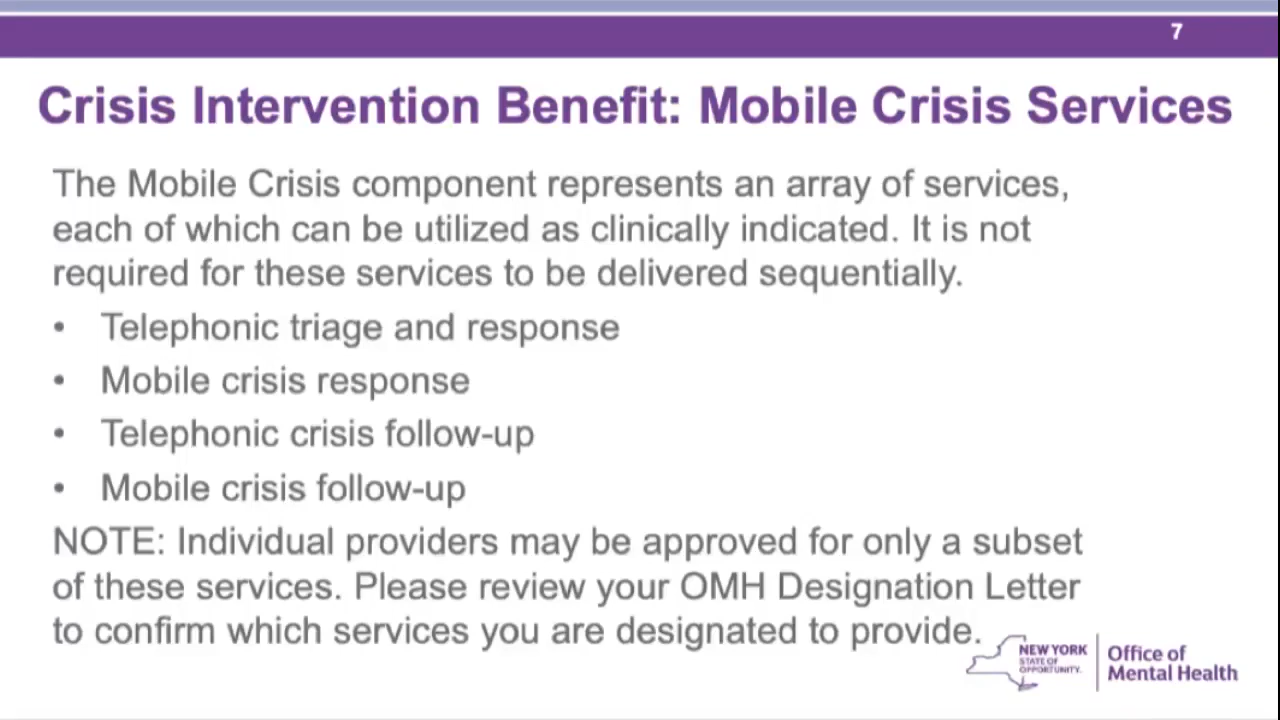 7
Crisis Intervention Benefit: Mobile Crisis Services
The Mobile Crisis component represents an array of services,
each of which can be utilized as clinically indicated. It is not
required for these services to be delivered sequentially.
• Telephonic triage and response
• Mobile crisis response
• Telephonic crisis follow-up
• Mobile crisis follow-up
NOTE: Individual providers may be approved for only a subset
of these services. Please review your OMH Designation Letter
to confirm which services you are designated to provide.
NEW YORK
STATE OF
OPPORTUNITY.
Office of
Mental Health